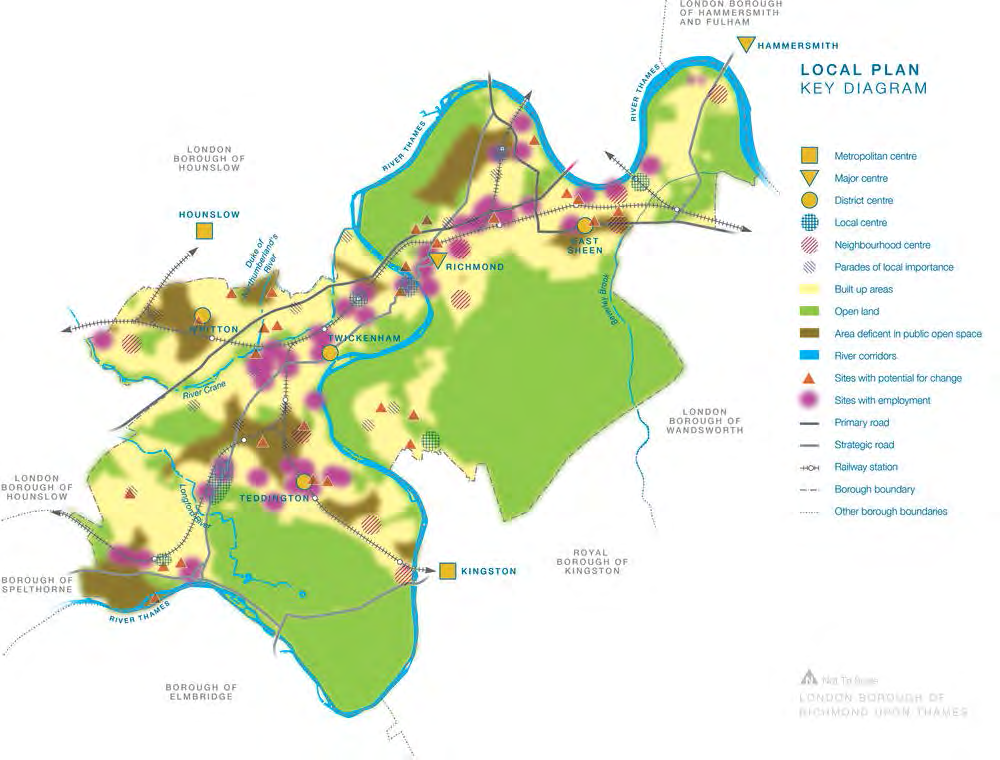 LONDON BOROUGH
OF HAMMERSMITH
AND FULHAM
HAMMERSMITH
LOCAL PLAN
KEY DIAGRAM
RIVER THAMES
RIVER THAMES
LONDON
BOROUGH OF
HOUNSLOW
HOUNSLOW
Duke of
Northumberland's
River
EAST
SHEEN
RICHMOND
Beverley Brook
WHITTON
TWICKENHAM
River Crane
LONDON
BOROUGH OF
WANDSWORTH
LONDON
BOROUGH OF
HOUNSLOW
TEDDINGTON
Longford River
ROYAL
BOROUGH OF
KINGSTON
KINGSTON
BOROUGH OF
SPELTHORNE
RIVER THAMES
BOROUGH OF
ELMBRIDGE
Metropolitan centre
Major centre
District centre
Local centre
Neighbourhood centre
Parades of local importance
Built up areas
Open land
Area deficent in public open space
River corridors
Sites with potential for change
Sites with employment
Primary road
Strategic road
Railway station
Borough boundary
Other borough boundaries
N
Not To Scale
LONDON BOROUGH OF
RICHMOND UPON THAMES